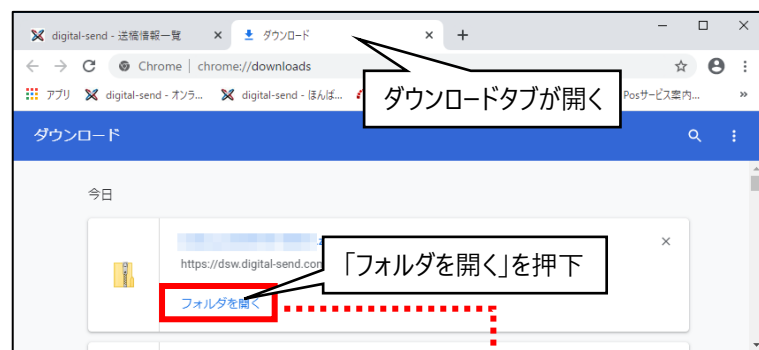 digital-send - 送稿情報一覧
ダウンロード
Chrome | chrome://downloads
ダウンロードタブが開く
アプリ
digital-send - オンラ...
digital-send - ほんば...
Posサービス案内...
ダウンロード
今日
https://dsw.digital-send.con
「フォルダを開く」を押下
フォルダを開く